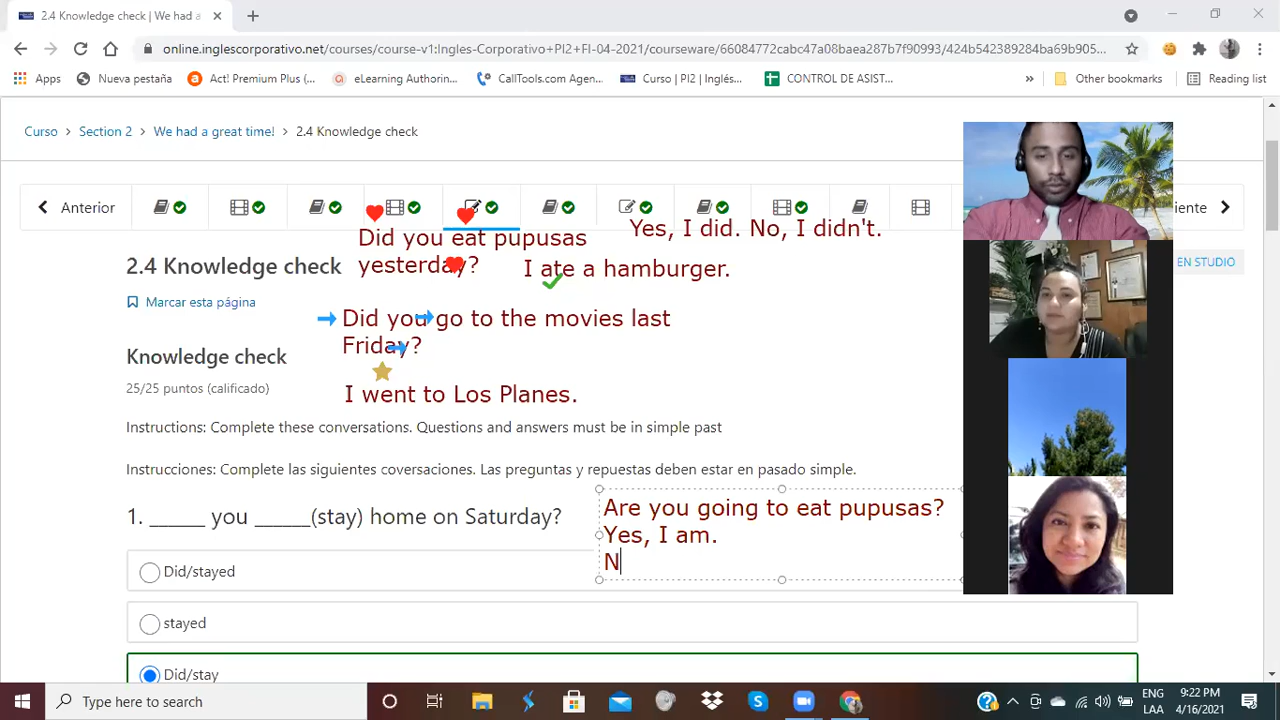 2.4 Knowledge check | We had a
online.inglescorporativo.net/courses/course-v1:Ingles-Corporativo+PI2+FI-04-2021/courseware/66084772cabc47a08baea287b7f90993/424b542389284ba69b905...
Apps Nueva pestaña Act! Premium Plus (... eLearning Authorin... CallTools.com Agen... Curso | PI2 | Inglés... CONTROL DE ASIST... » Other bookmarks Reading list
Curso > Section 2 > We had a great time! > 2.4 Knowledge check
Anterior
Did you eat pupusas
yesterday?
Yes, I did. No, I didn't.
I ate a hamburger.
2.4 Knowledge check
EN STUDIO
Marcar esta página
Did you go to the movies last
Friday?
Knowledge check
25/25 puntos (calificado)
I went to Los Planes.
Instructions: Complete these conversations. Questions and answers must be in simple past
Instrucciones: Complete las siguientes coversaciones. Las preguntas y repuestas deben estar en pasado simple.
1. ______ you ______(stay) home on Saturday?
Are you going to eat pupusas?
Yes, I am.
N
Did/stayed
stayed
Did/stay
Type here to search
ENG
LAA
9:22 PM
4/16/2021